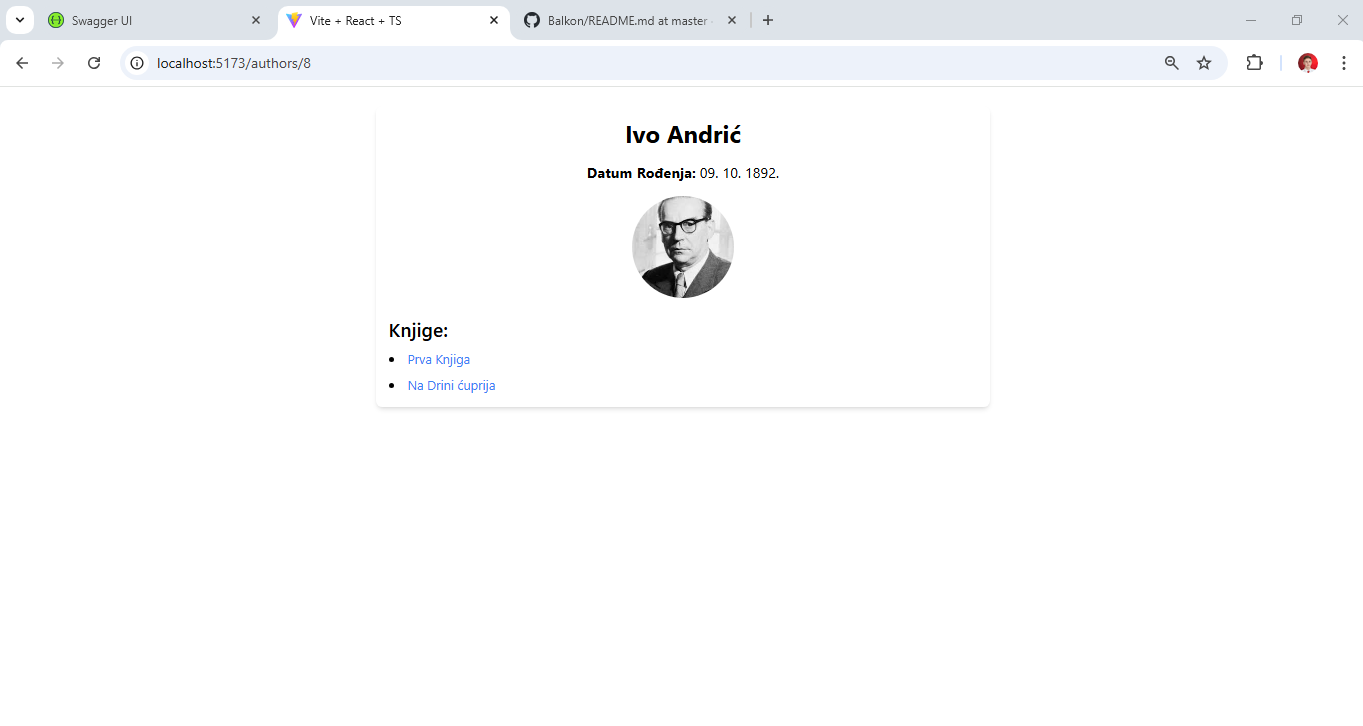 Swagger UI
Vite + React + TS
Balkon/README.md at master
localhost:5173/authors/8
Ivo Andrić
Datum Rođenja: 09. 10. 1892.
Knjige:
Prva Knjiga
Na Drini ćuprija